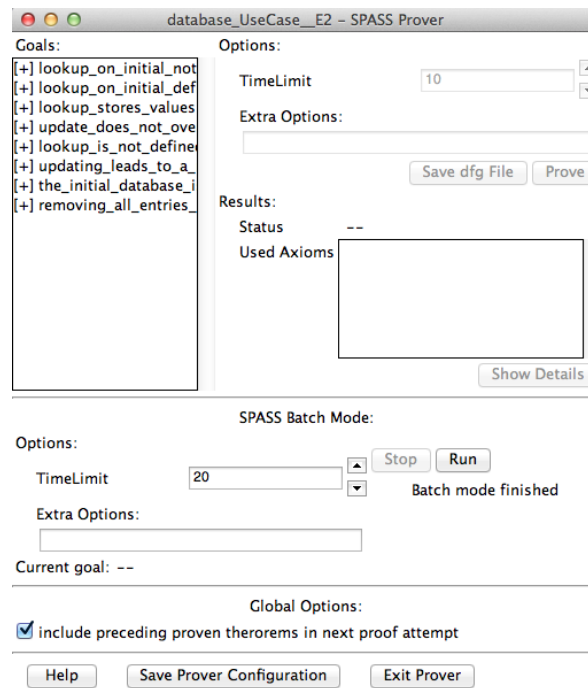 database_UseCase__E2 – SPASS Prover
Goals:
[+] lookup_on_initial_not
[+] lookup_on_initial_def
[+] lookup_stores_values
[+] update_does_not_ove
[+] lookup_is_not_define
[+] updating_leads_to_a_
[+] the_initial_database_i
[+] removing_all_entries_
Options:
TimeLimit 10
Extra Options:
Save dfg File Prove
Results:
Status --
Used Axioms
Show Details
SPASS Batch Mode:
Options:
TimeLimit 20
Stop Run
Batch mode finished
Extra Options:
Current goal: --
Global Options:
include preceding proven therorems in next proof attempt
Help Save Prover Configuration Exit Prover